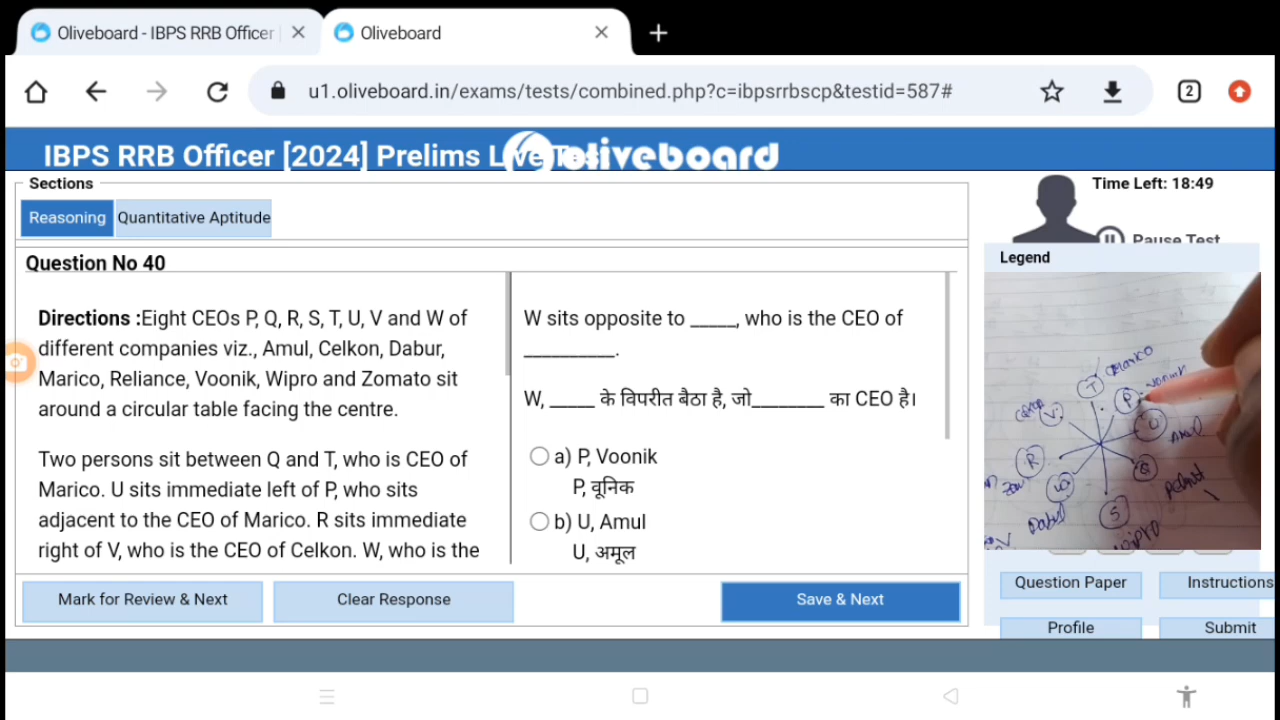 Oliveboard - IBPS RRB Officer
Oliveboard
2
u1.oliveboard.in/exams/tests/combined.php?c=ibpsrrbscp&testid=587#
IBPS RRB Officer [2024] Prelims
oliveboard
Sections
Reasoning
Quantitative Aptitude
Time Left: 18:49
Pause Test
Question No 40
Directions :Eight CEOs P, Q, R, S, T, U, V and W of
different companies viz., Amul, Celkon, Dabur,
Marico, Reliance, Voonik, Wipro and Zomato sit
around a circular table facing the centre.
Two persons sit between Q and T, who is CEO of
Marico. U sits immediate left of P, who sits
adjacent to the CEO of Marico. R sits immediate
right of V, who is the CEO of Celkon. W, who is the
W sits opposite to _____, who is the CEO of
__________.
W, _____ के विपरीत बैठा है, जो________ का CEO है।
a) P, Voonik
P, वूनिक
b) U, Amul
U, अमूल
Legend
Marico
T
P
V
U
R
Q
W
S
Wipro
Mark for Review & Next
Clear Response
Save & Next
Question Paper
Instructions
Profile
Submit